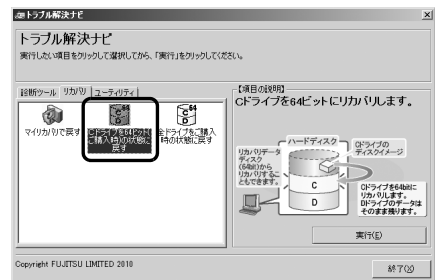 トラブル解決ナビ
トラブル解決ナビ
実行したい項目をクリックして選択してから、「実行」をクリックしてください。
診断ツール リカバリ ユーティリティ
マイリカバリで戻す
Cドライブを64ビット(ご購入時)の状態に戻す
全ドライブをご購入時の状態に戻す
64
C
D
64
C
D
【項目の説明】
Cドライブを64ビットにリカバリします。
ハードディスク
Cドライブの
ディスクイメージ
リカバリデータ
ディスク
(64bit)から
リカバリするこ
ともできます。
C
D
Cドライブを64bitに
リカバリします。
Dドライブのデータは
そのまま残ります。
実行(E)
Copyright FUJITSU LIMITED 2010
終了(X)